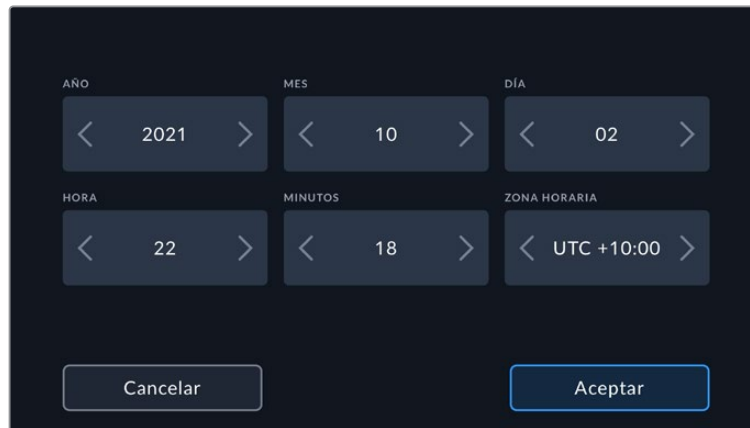 AÑO MES DÍA
2021 10 02
HORA MINUTOS ZONA HORARIA
22 18 UTC +10:00
Cancelar Aceptar